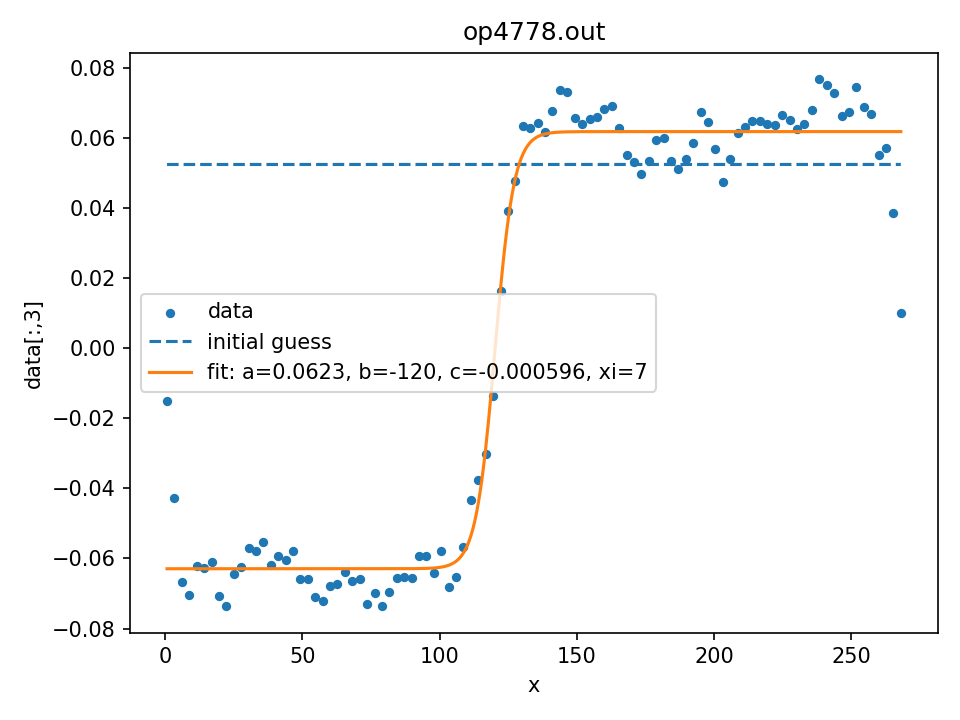 op4778.out
0.08
0.06
0.04
0.02
0.00
−0.02
−0.04
−0.06
−0.08
data[:,3]
data
initial guess
fit: a=0.0623, b=-120, c=-0.000596, xi=7
0 50 100 150 200 250
x